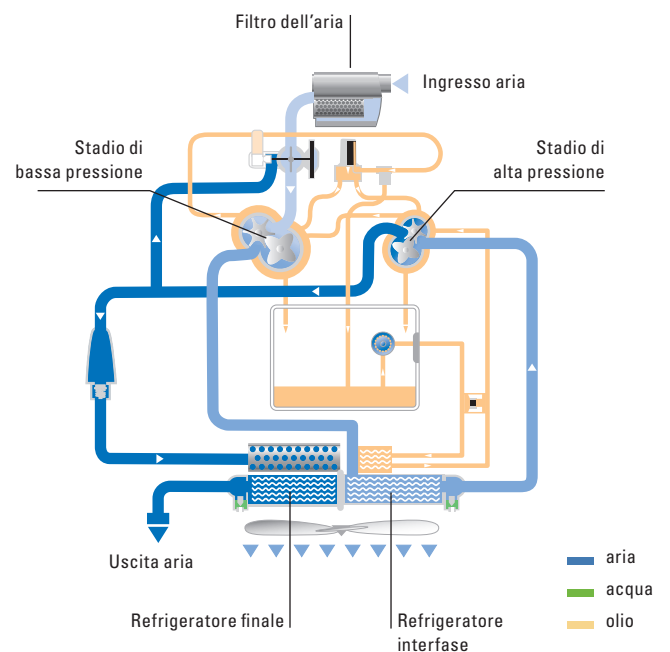 Filtro dell'aria
Ingresso aria
Stadio di
bassa pressione
Stadio di
alta pressione
Uscita aria
aria
acqua
olio
Refrigeratore finale
Refrigeratore
interfase